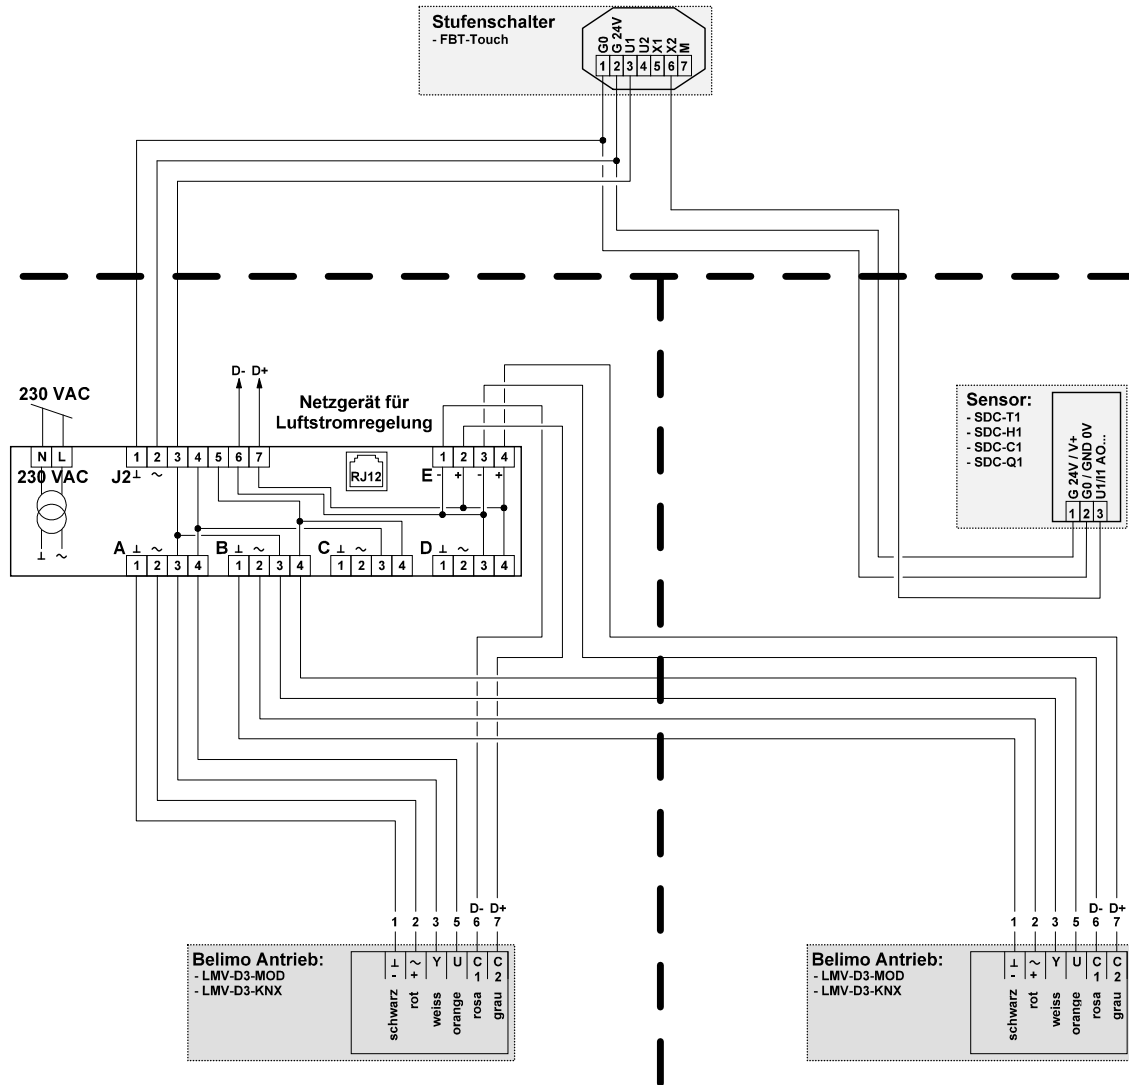 Stufenschalter
- FBT-Touch
G0
G 24V
U1
U2
X1
X2
M
1 2 3 4 5 6 7
D- D+
230 VAC
Netzgerät für
Luftstromregelung
N L
230 VAC
⊥ ~
1 2 3 4 5 6 7
J2 ⊥ ~
RJ12
1 2 3 4
E - + - +
A ⊥ ~
1 2 3 4
B ⊥ ~
1 2 3 4
C ⊥ ~
1 2 3 4
D ⊥ ~
1 2 3 4
Sensor:
- SDC-T1
- SDC-H1
- SDC-C1
- SDC-Q1
G 24V / V+
G0 / GND 0V
U1/I1 AO...
1 2 3
D- D+
1 2 3 5 6 7
Belimo Antrieb:
- LMV-D3-MOD
- LMV-D3-KNX
⊥ ~ Y U C C
- + 1 2
schwarz
rot
weiss
orange
rosa
grau
D- D+
1 2 3 5 6 7
Belimo Antrieb:
- LMV-D3-MOD
- LMV-D3-KNX
⊥ ~ Y U C C
- + 1 2
schwarz
rot
weiss
orange
rosa
grau